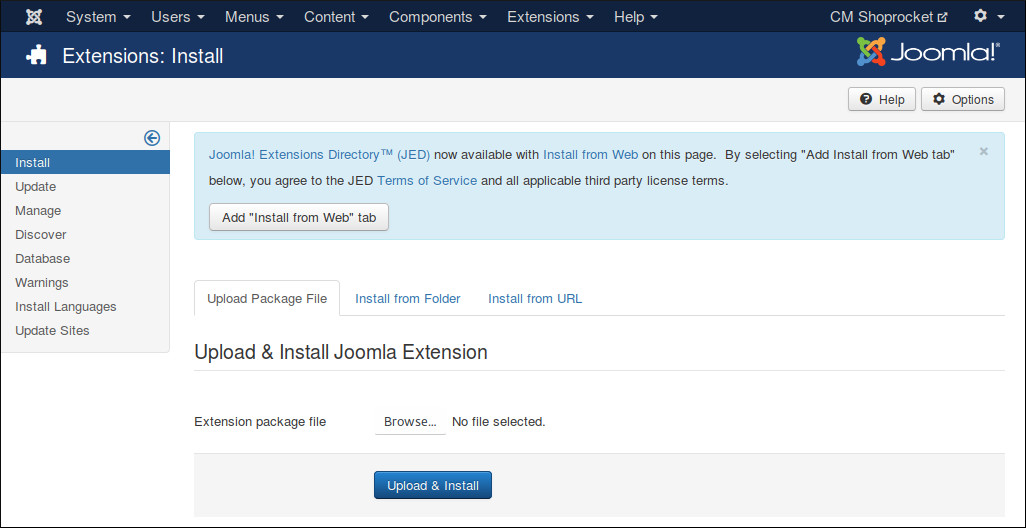 System Users Menus Content Components Extensions Help CM Shoprocket
Extensions: Install Joomla!®
Help Options
Install
Update
Manage
Discover
Database
Warnings
Install Languages
Update Sites
Joomla! Extensions Directory™ (JED) now available with Install from Web on this page. By selecting "Add Install from Web tab" ×
below, you agree to the JED Terms of Service and all applicable third party license terms.
Add "Install from Web" tab
Upload Package File Install from Folder Install from URL
Upload & Install Joomla Extension
Extension package file Browse... No file selected.
Upload & Install